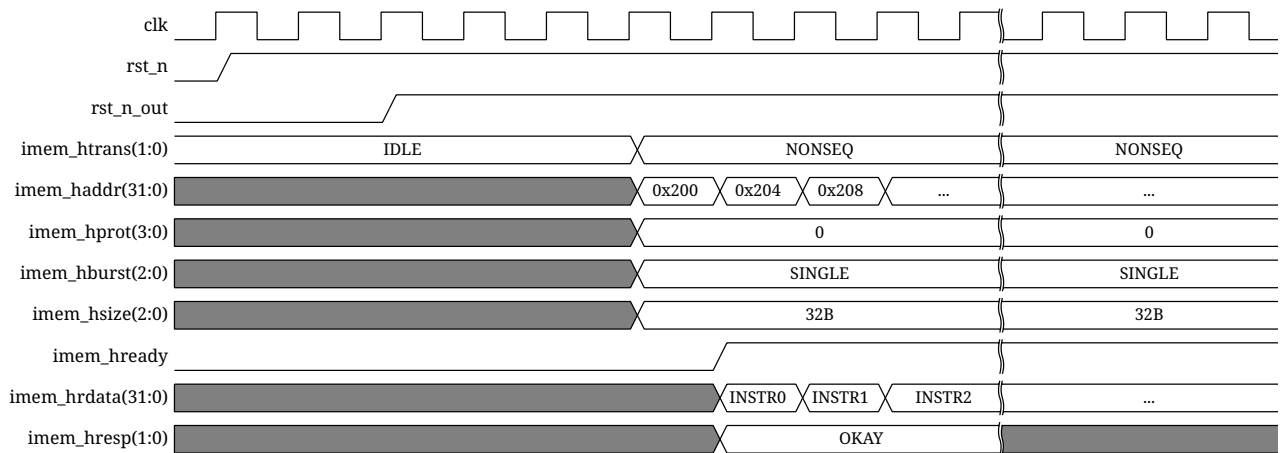 clk
rst_n
rst_n_out
imem_htrans(1:0) IDLE NONSEQ NONSEQ
imem_haddr(31:0) 0x200 0x204 0x208 ... ...
imem_hprot(3:0) 0 0
imem_hburst(2:0) SINGLE SINGLE
imem_hsize(2:0) 32B 32B
imem_hready
imem_hrdata(31:0) INSTR0 INSTR1 INSTR2 ...
imem_hresp(1:0) OKAY